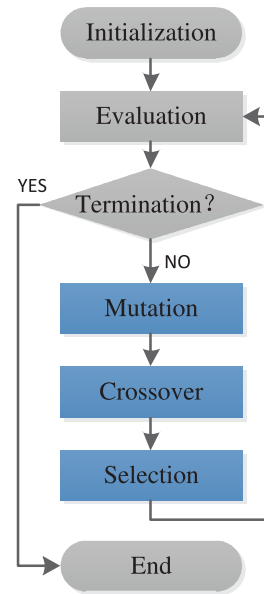 Initialization
Evaluation
YES
Termination？
NO
Mutation
Crossover
Selection
End